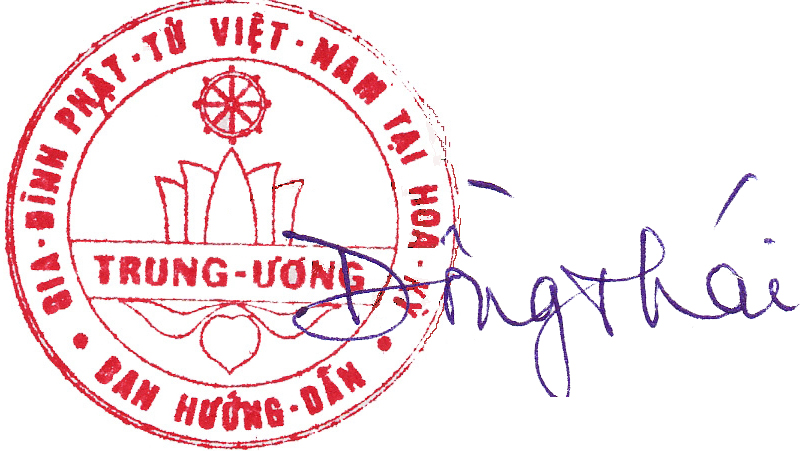 GIA-ĐÌNH PHẬT-TỬ VIỆT-NAM TẠI HOA-KỲ
TRUNG-ƯƠNG
BAN HƯỚNG-DẪN
Đồng Thái